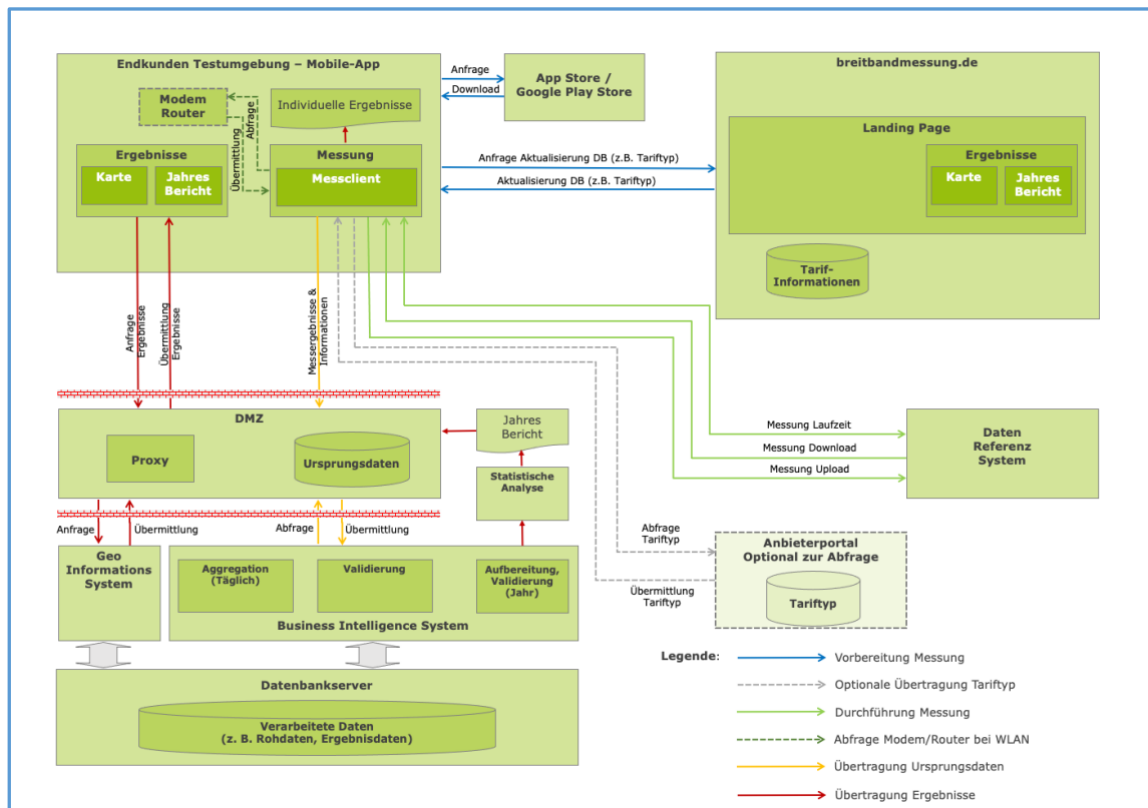 Endkunden Testumgebung – Mobile-App
Modem
Router
Individuelle Ergebnisse
Abfrage
Übermittlung
Ergebnisse
Karte
Jahres
Bericht
Messung
Messclient
Anfrage
Download
App Store /
Google Play Store
Anfrage Aktualisierung DB (z.B. Tariftyp)
Aktualisierung DB (z.B. Tariftyp)
breitbandmessung.de
Landing Page
Ergebnisse
Karte
Jahres
Bericht
Tarif-
Informationen
Anfrage
Ergebnisse
Übermittlung
Ergebnisse
Messergebnisse &
Informationen
DMZ
Proxy
Ursprungsdaten
Jahres
Bericht
Statistische
Analyse
Messung Laufzeit
Messung Download
Messung Upload
Daten
Referenz
System
Anfrage
Übermittlung
Abfrage
Übermittlung
Geo
Informations
System
Aggregation
(Täglich)
Validierung
Aufbereitung,
Validierung
(Jahr)
Business Intelligence System
Abfrage
Tariftyp
Übermittlung
Tariftyp
Anbieterportal
Optional zur Abfrage
Tariftyp
Datenbankserver
Verarbeitete Daten
(z. B. Rohdaten, Ergebnisdaten)
Legende:
Vorbereitung Messung
Optionale Übertragung Tariftyp
Durchführung Messung
Abfrage Modem/Router bei WLAN
Übertragung Ursprungsdaten
Übertragung Ergebnisse